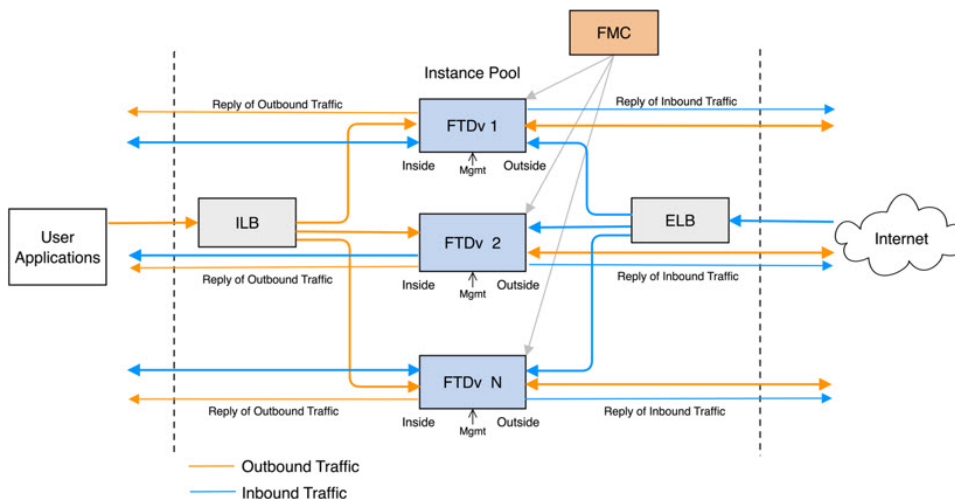 FMC
Instance Pool
Reply of Outbound Traffic
FTDv 1
Reply of Inbound Traffic
Inside
Mgmt
Outside
User
Applications
ILB
FTDv 2
ELB
Internet
Reply of Outbound Traffic
Inside
Mgmt
Outside
Reply of Inbound Traffic
FTDv N
Reply of Outbound Traffic
Inside
Mgmt
Outside
Reply of Inbound Traffic
Outbound Traffic
Inbound Traffic